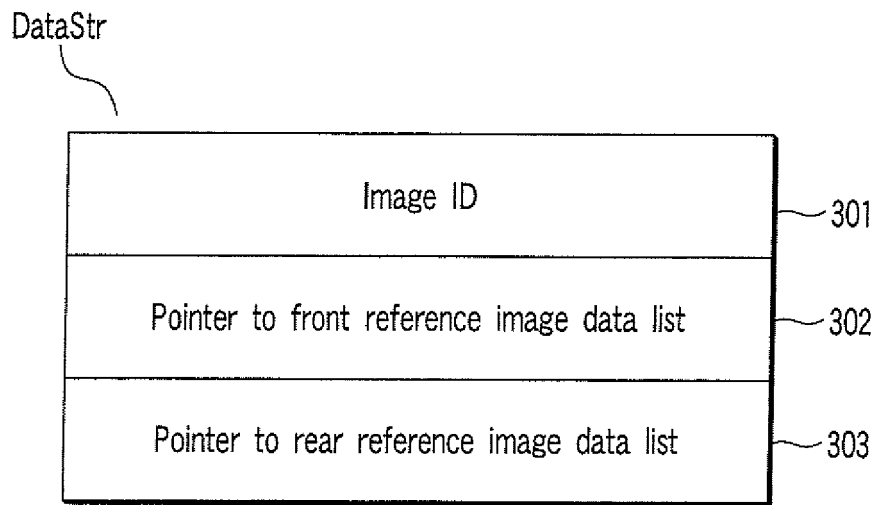 DataStr
Image ID
301
Pointer to front reference image data list
302
Pointer to rear reference image data list
303